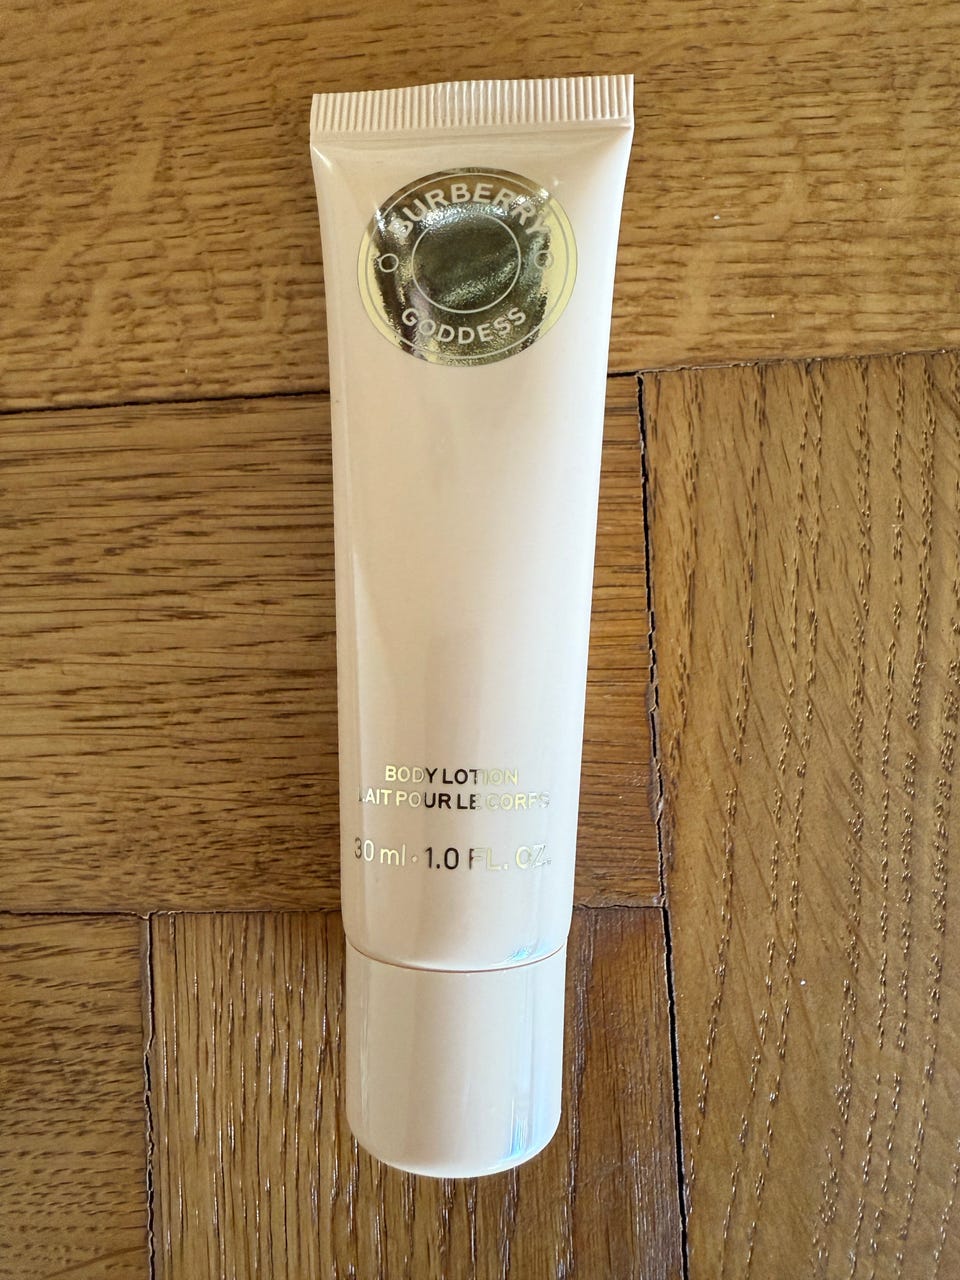 BURBERRY
GODDESS
BODY LOTION
LAIT POUR LE CORPS
30 ml · 1.0 FL. OZ.